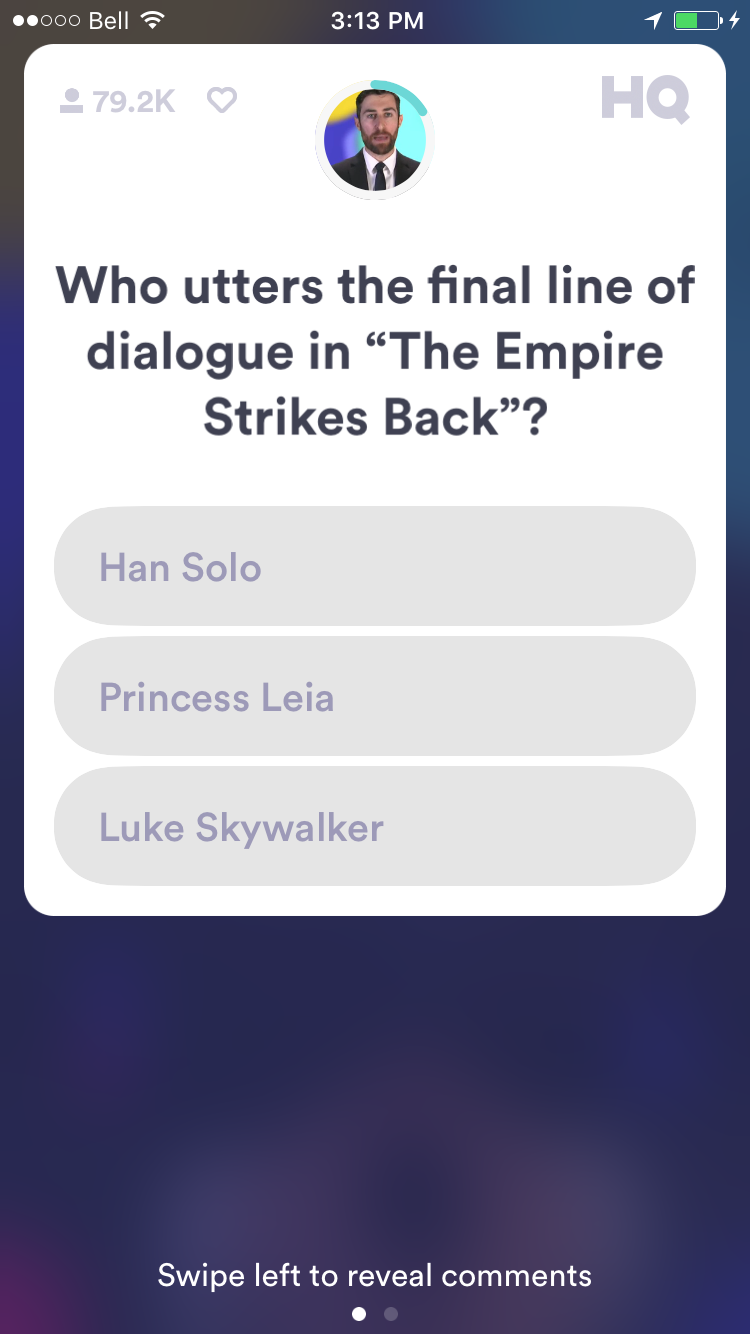 Bell 3:13 PM
79.2K HQ
Who utters the final line of
dialogue in “The Empire
Strikes Back”?
Han Solo
Princess Leia
Luke Skywalker
Swipe left to reveal comments